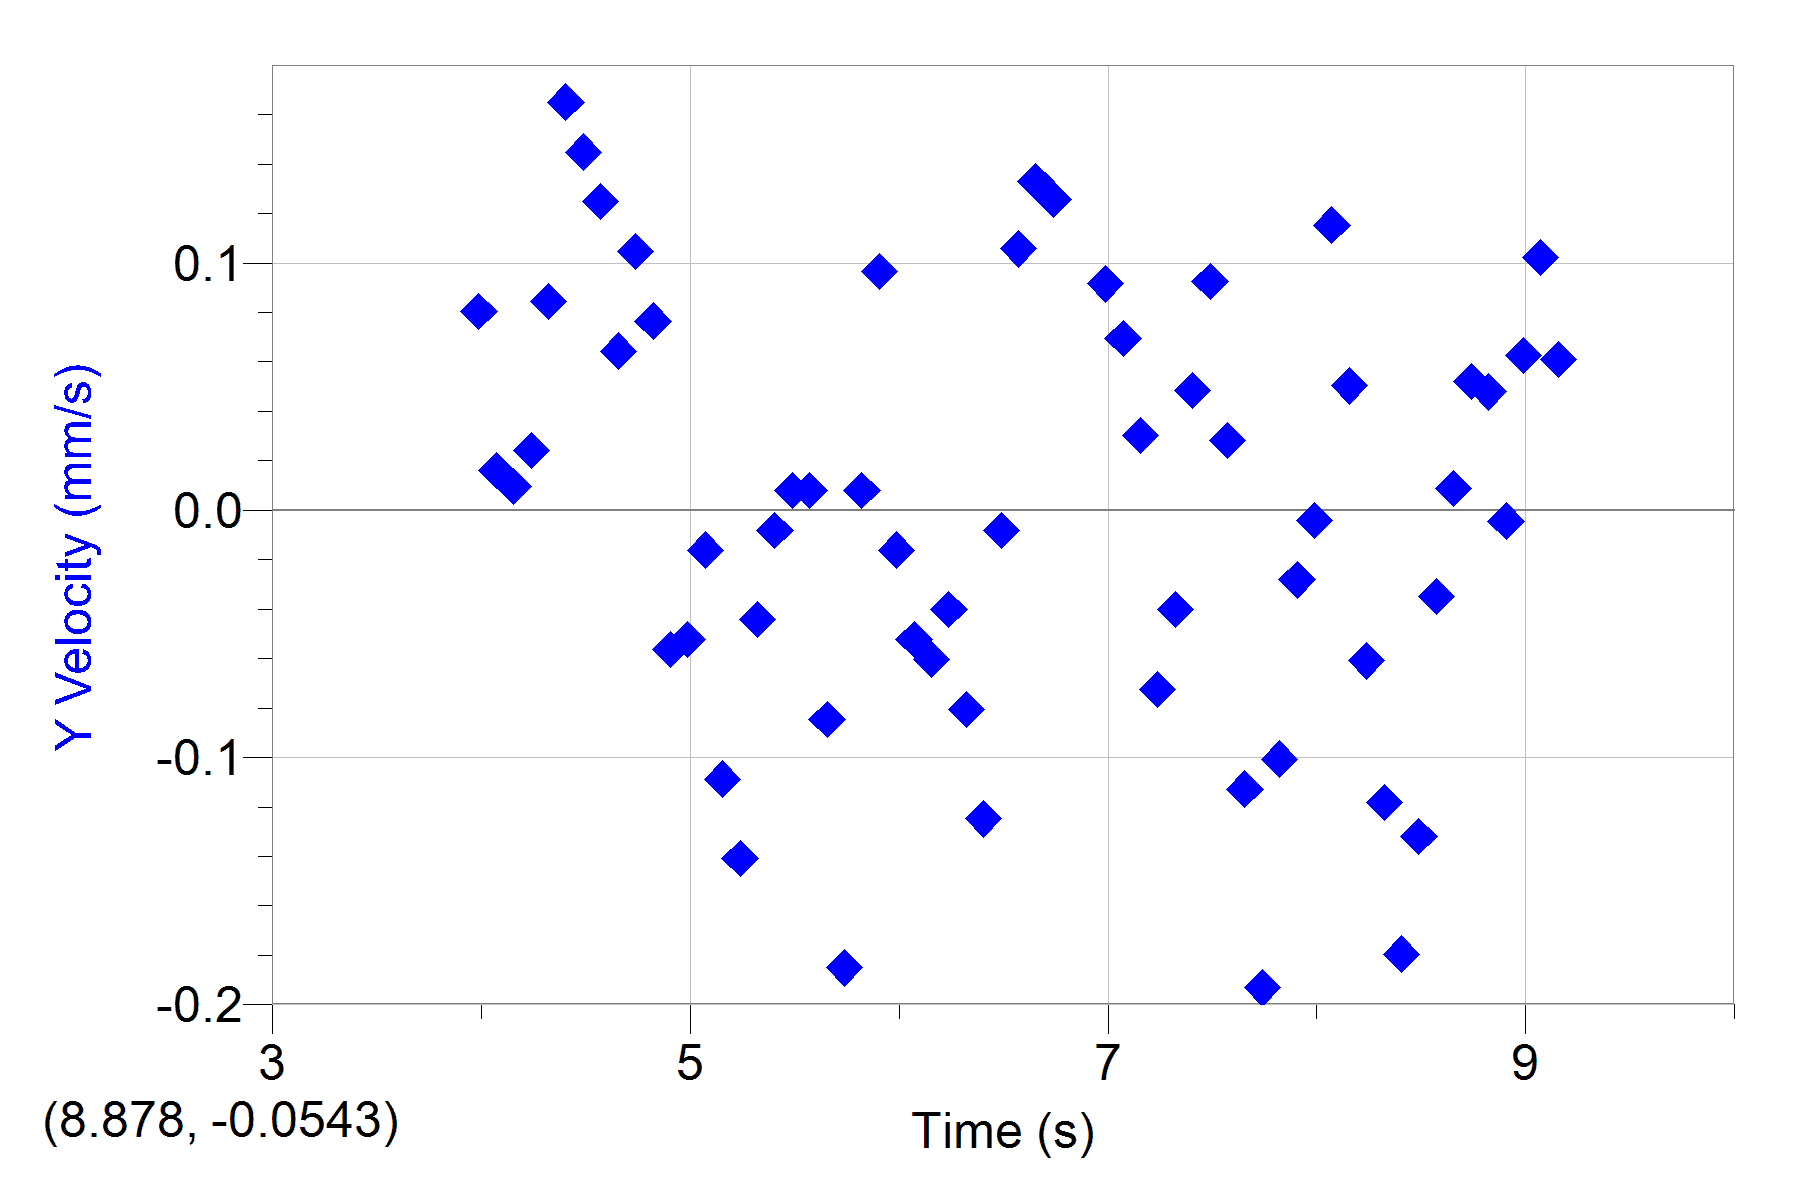 Y Velocity (mm/s)
0.1
0.0
-0.1
-0.2
3 5 7 9
(8.878, -0.0543)
Time (s)